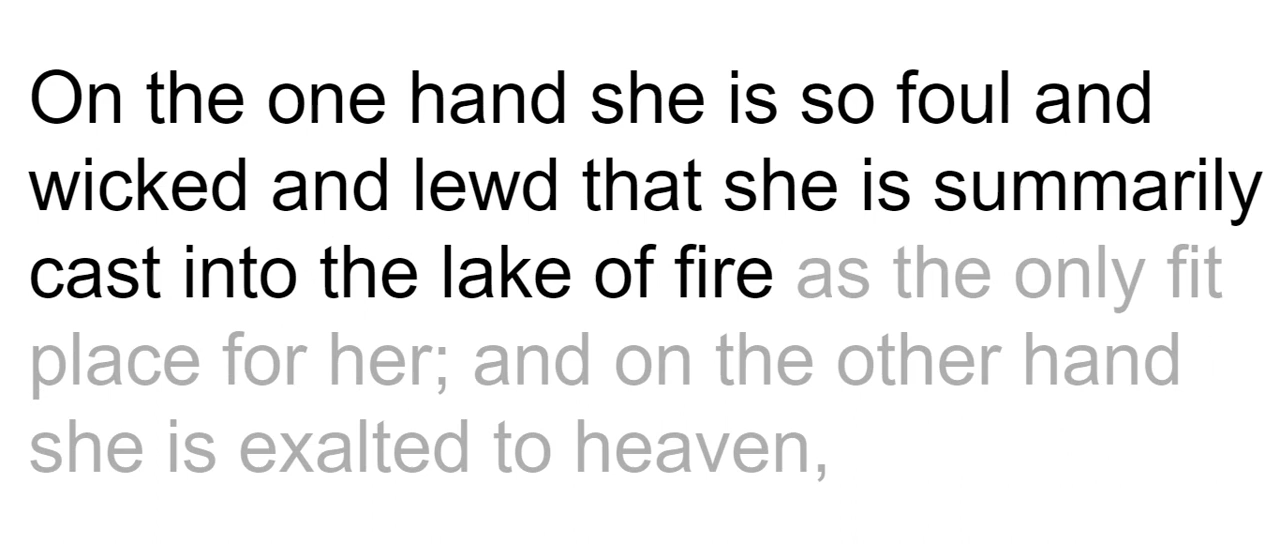 On the one hand she is so foul and
wicked and lewd that she is summarily
cast into the lake of fire as the only fit
place for her; and on the other hand
she is exalted to heaven,